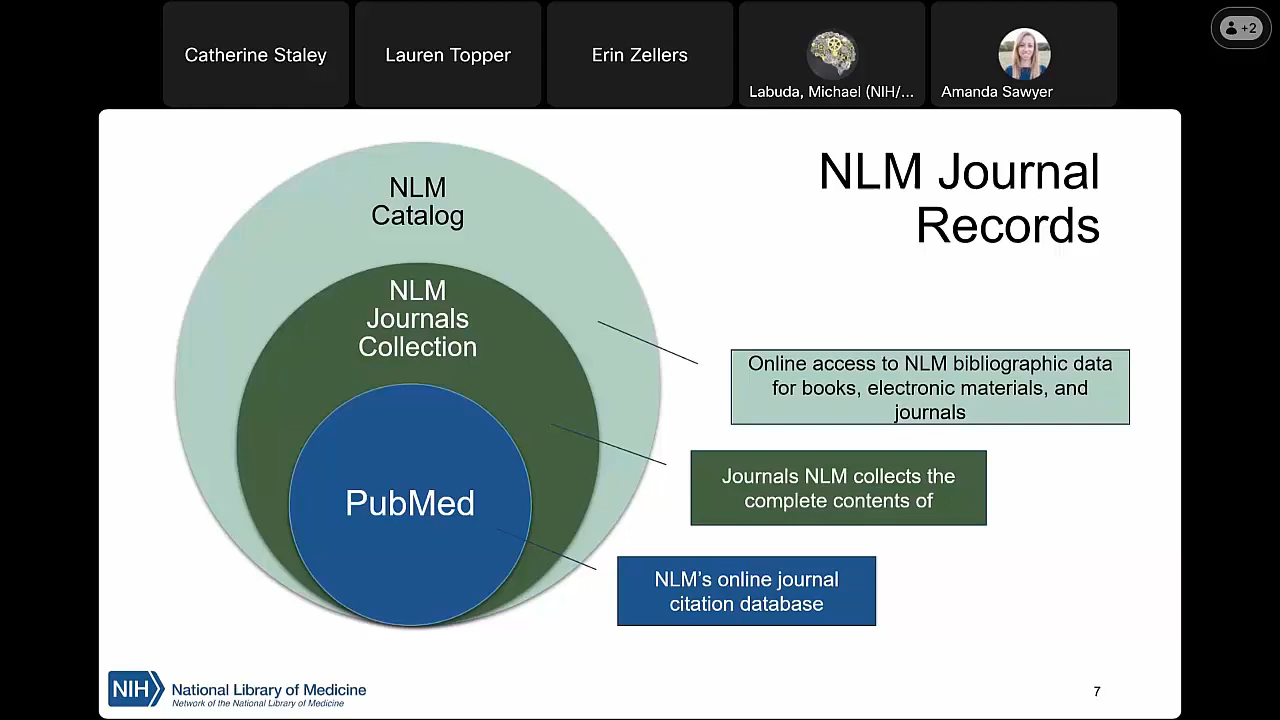 Catherine Staley
Lauren Topper
Erin Zellers
Labuda, Michael (NIH/...
Amanda Sawyer
+2
NLM Journal
Records
NLM
Catalog
NLM
Journals
Collection
PubMed
Online access to NLM bibliographic data
for books, electronic materials, and
journals
Journals NLM collects the
complete contents of
NLM's online journal
citation database
NIH National Library of Medicine
Network of the National Library of Medicine
7